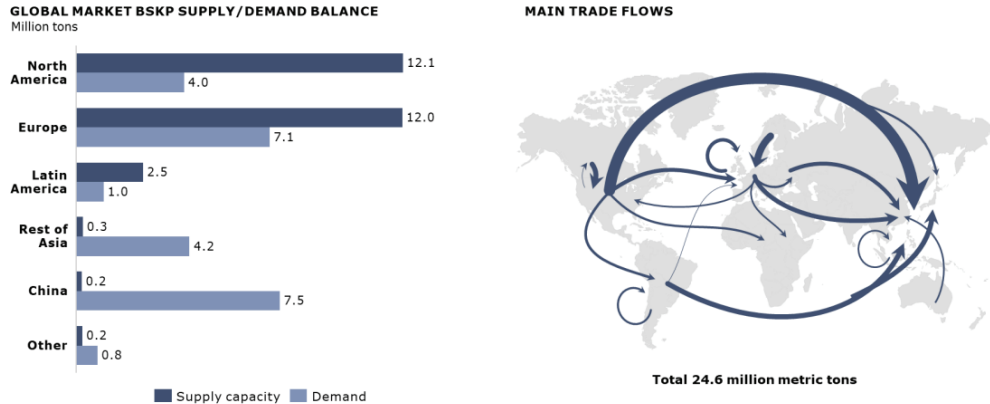 GLOBAL MARKET BSKP SUPPLY/DEMAND BALANCE
Million tons
North
America
12.1
4.0
Europe
12.0
7.1
Latin
America
2.5
1.0
Rest of
Asia
0.3
4.2
China
0.2
7.5
Other
0.2
0.8
Supply capacity
Demand
MAIN TRADE FLOWS
Total 24.6 million metric tons